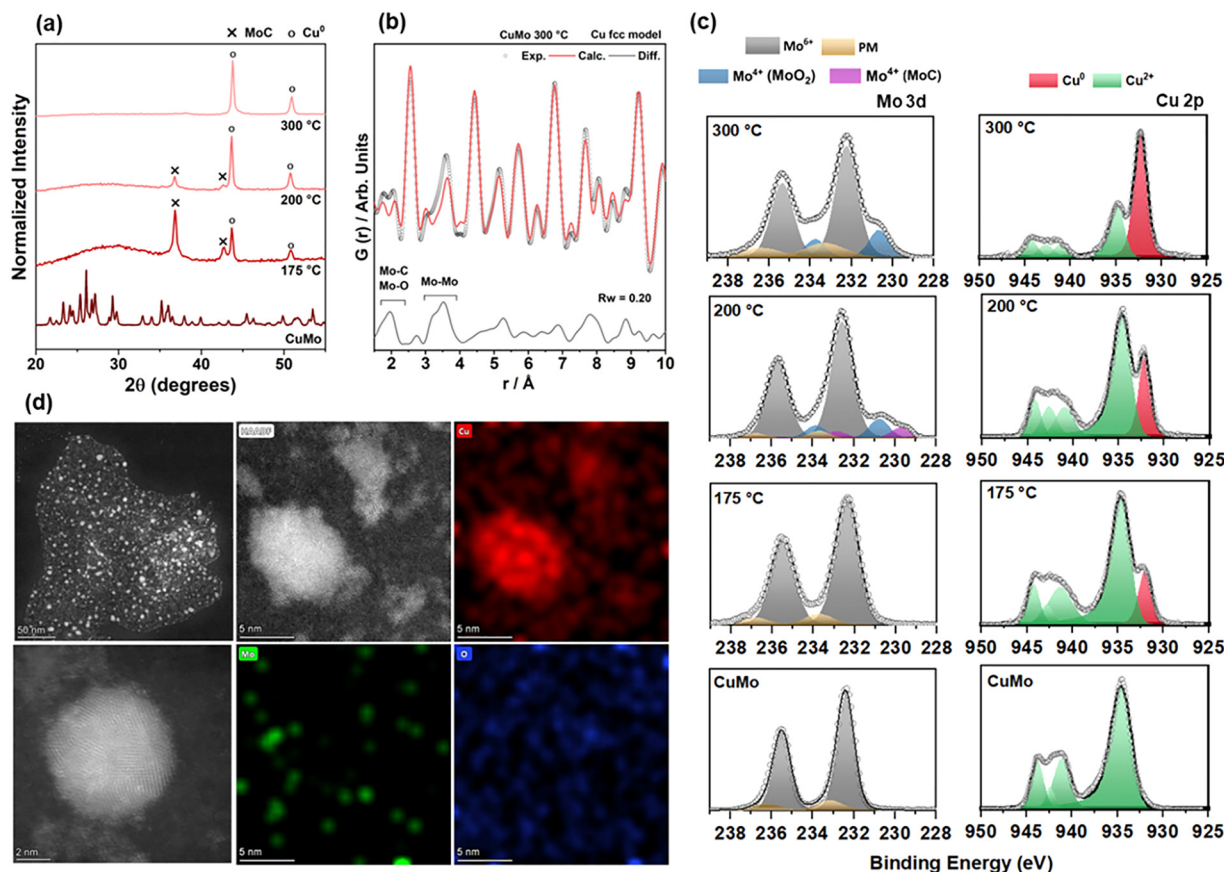 (a)
× MoC o Cu⁰
Normalized Intensity
300 °C
200 °C
175 °C
CuMo
20 30 40 50
2θ (degrees)
(b)
CuMo 300 °C Cu fcc model
Exp. Calc. Diff.
G (r) / Arb. Units
Mo-C
Mo-O
Mo-Mo
Rw = 0.20
2 3 4 5 6 7 8 9 10
r / Å
(c)
Mo⁶⁺ PM
Mo⁴⁺ (MoO₂) Mo⁴⁺ (MoC)
Mo 3d
Cu⁰ Cu²⁺
Cu 2p
300 °C
238 236 234 232 230 228
300 °C
950 945 940 935 930 925
200 °C
238 236 234 232 230 228
200 °C
950 945 940 935 930 925
175 °C
238 236 234 232 230 228
175 °C
950 945 940 935 930 925
CuMo
238 236 234 232 230 228
CuMo
950 945 940 935 930 925
Binding Energy (eV)
(d)
50 nm
HAADF
5 nm
Cu
5 nm
2 nm
Mo
5 nm
O
5 nm